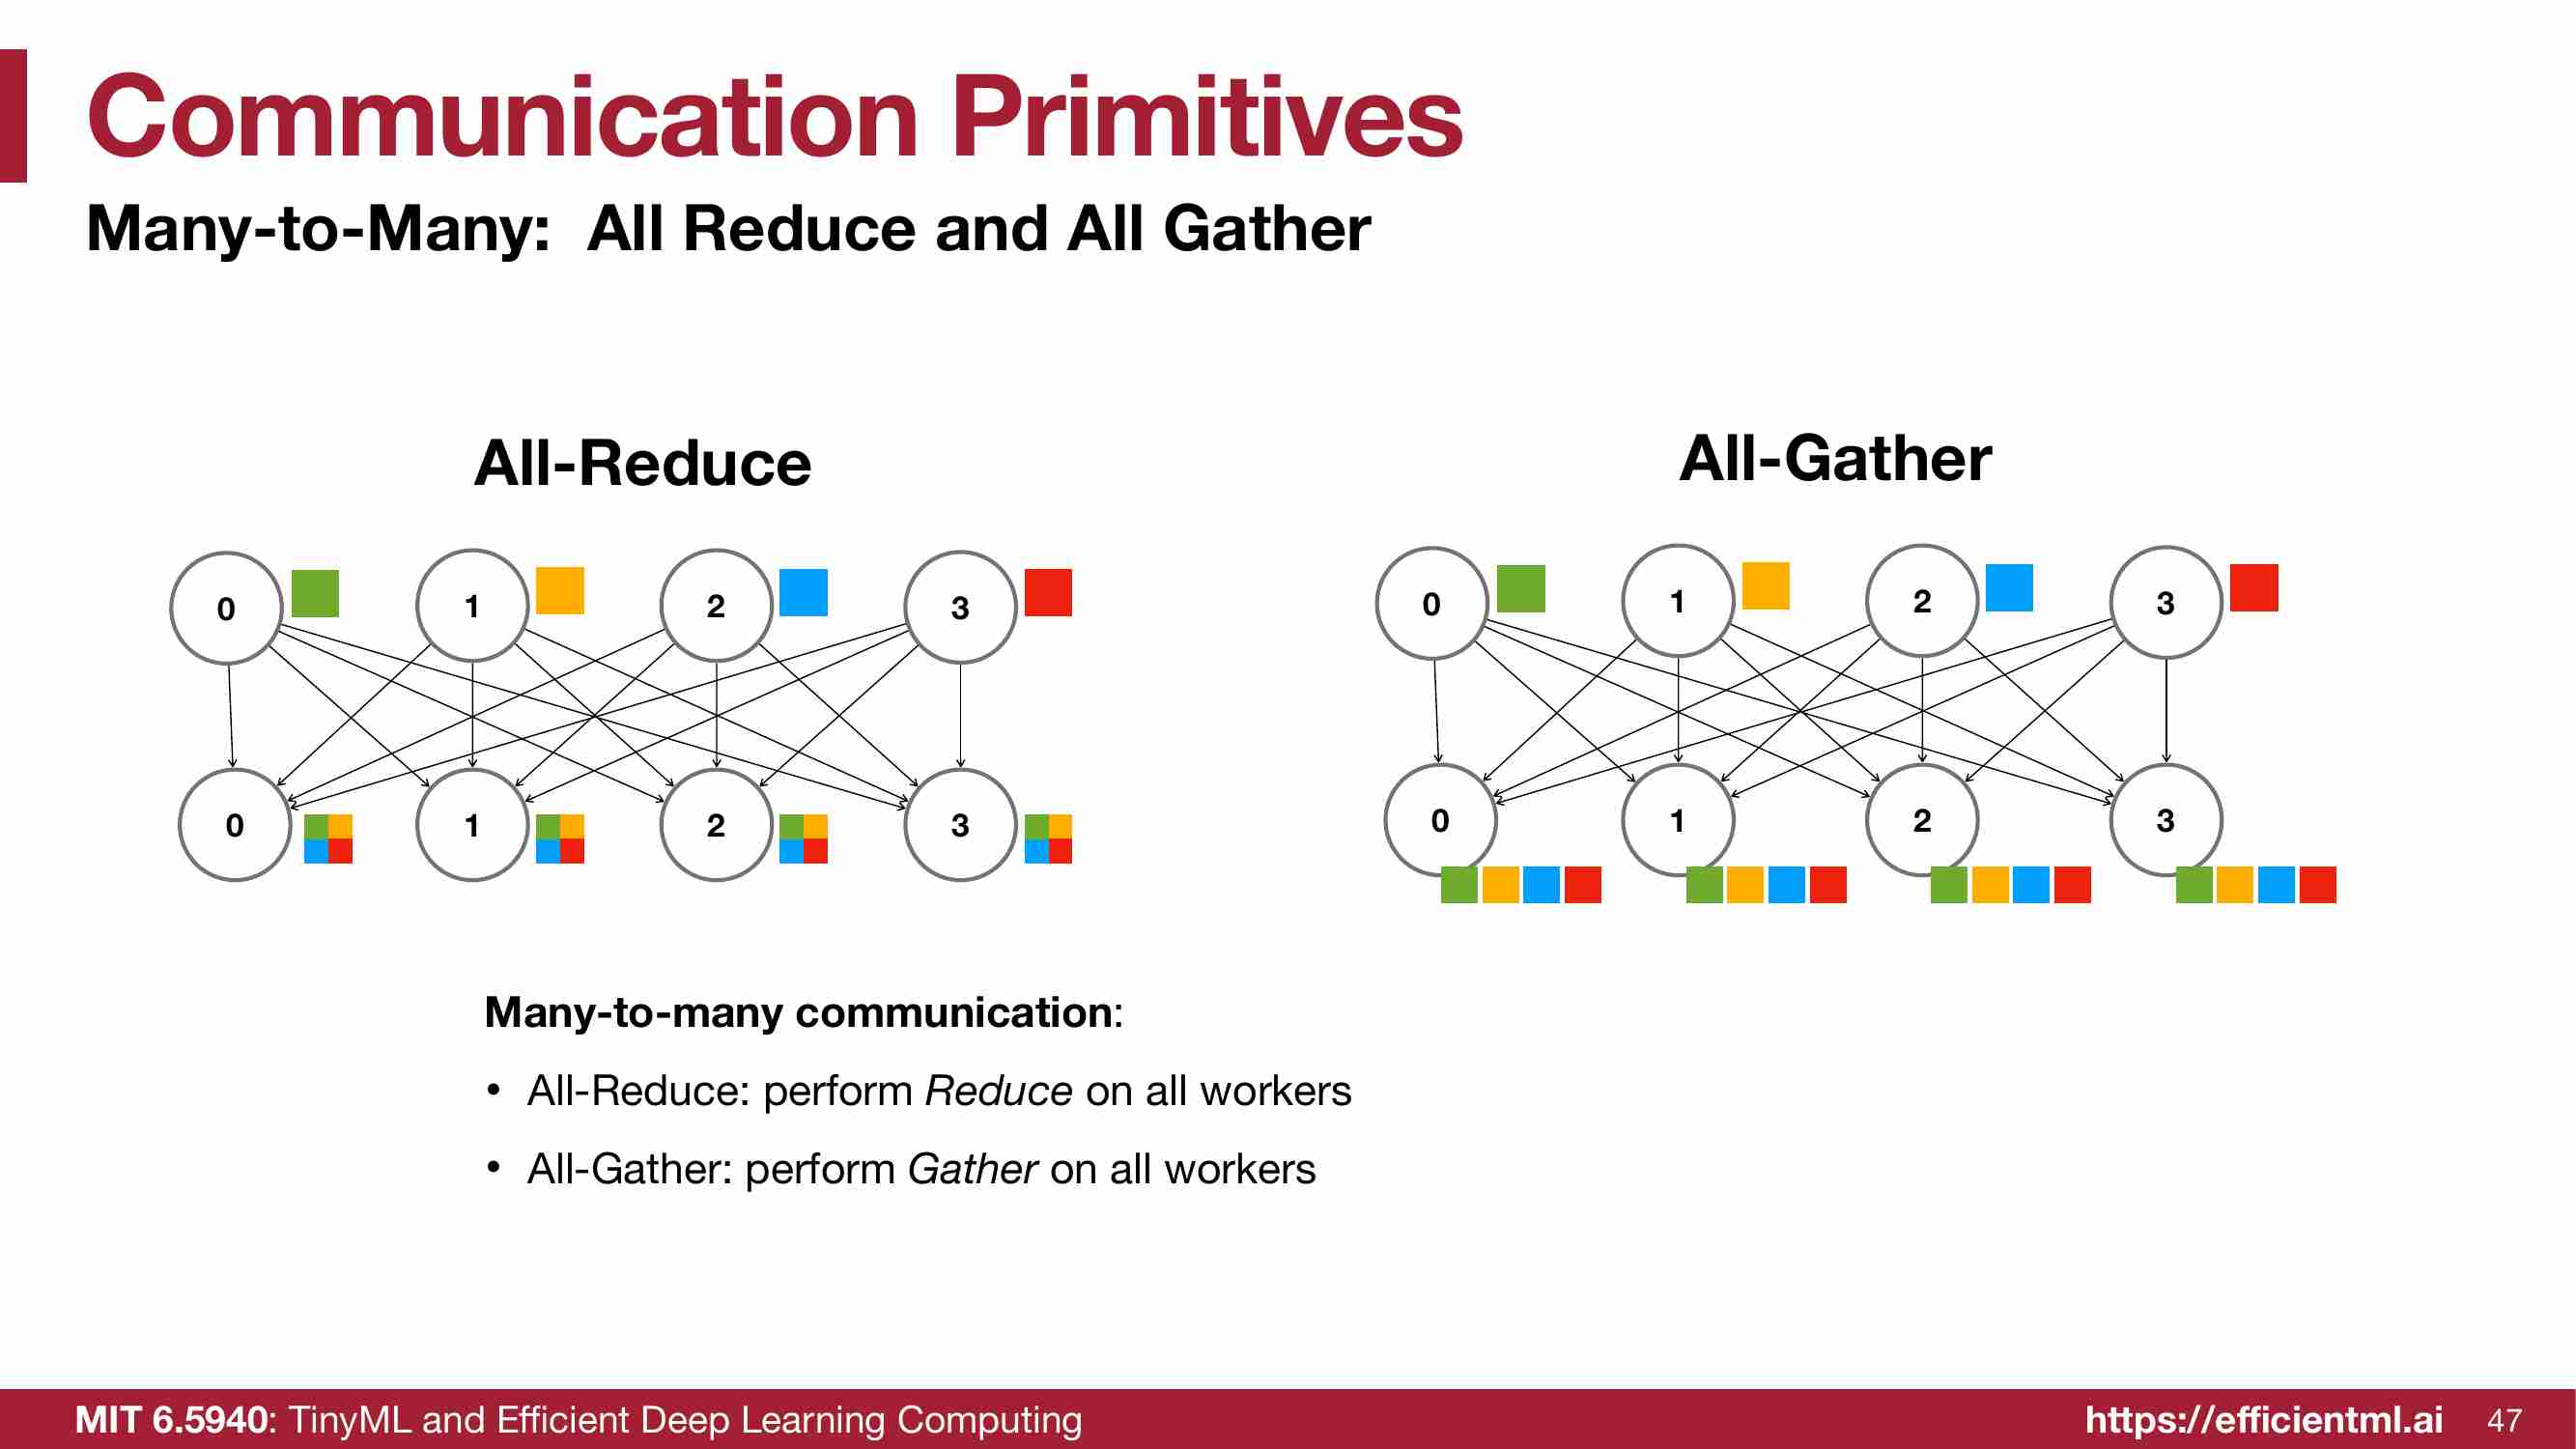 Communication Primitives
Many-to-Many: All Reduce and All Gather
All-Reduce
0 1 2 3
0 1 2 3
All-Gather
0 1 2 3
0 1 2 3
Many-to-many communication:
• All-Reduce: perform Reduce on all workers
• All-Gather: perform Gather on all workers
MIT 6.5940: TinyML and Efficient Deep Learning Computing
https://efficientml.ai 47